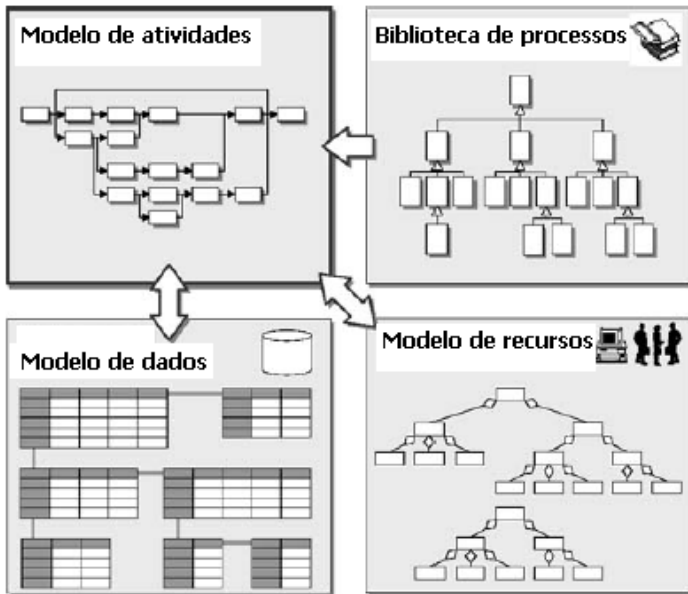 Modelo de atividades
Biblioteca de processos
Modelo de dados
Modelo de recursos